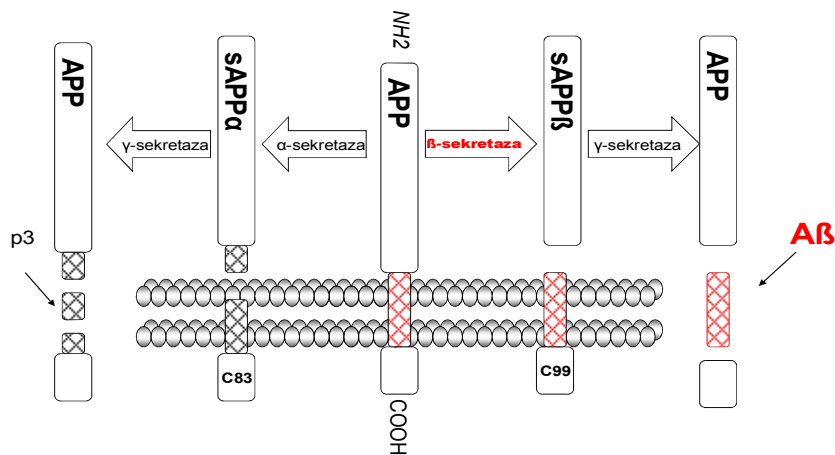 NH2
APP
sAPPα
APP
sAPPß
APP
γ-sekretaza
α-sekretaza
ß-sekretaza
γ-sekretaza
p3
Aß
C83
C99
COOH